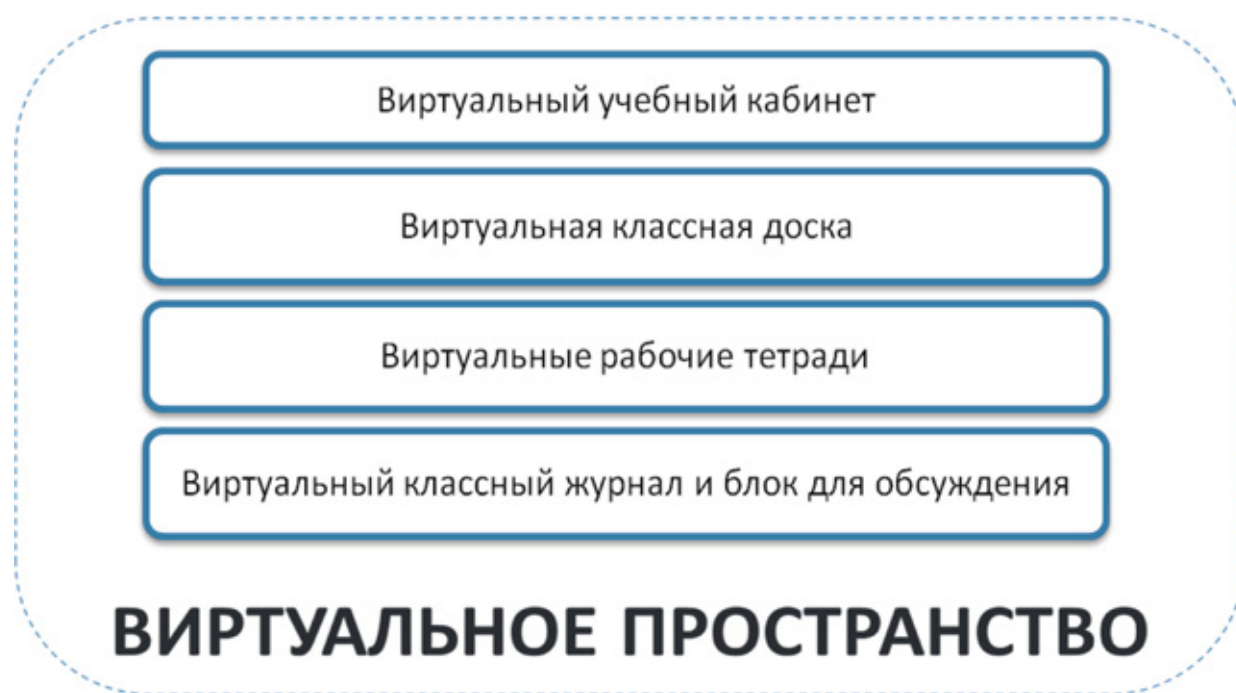 Виртуальный учебный кабинет
Виртуальная классная доска
Виртуальные рабочие тетради
Виртуальный классный журнал и блок для обсуждения
ВИРТУАЛЬНОЕ ПРОСТРАНСТВО